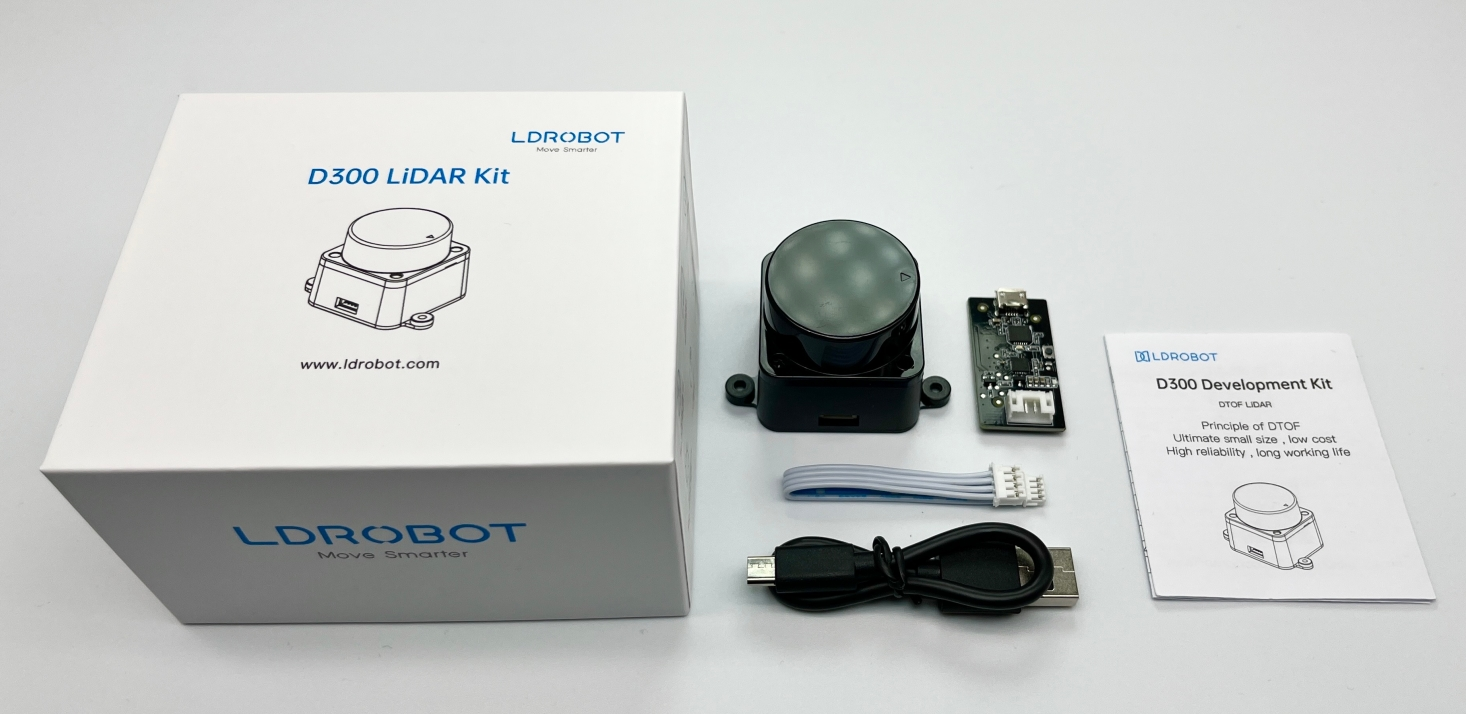 LDROBOT
Move Smarter
D300 LiDAR Kit
www.ldrobot.com
LDROBOT
Move Smarter
LDROBOT
D300 Development Kit
DTOF LiDAR
Principle of DTOF
Ultimate small size , low cost
High reliability , long working life